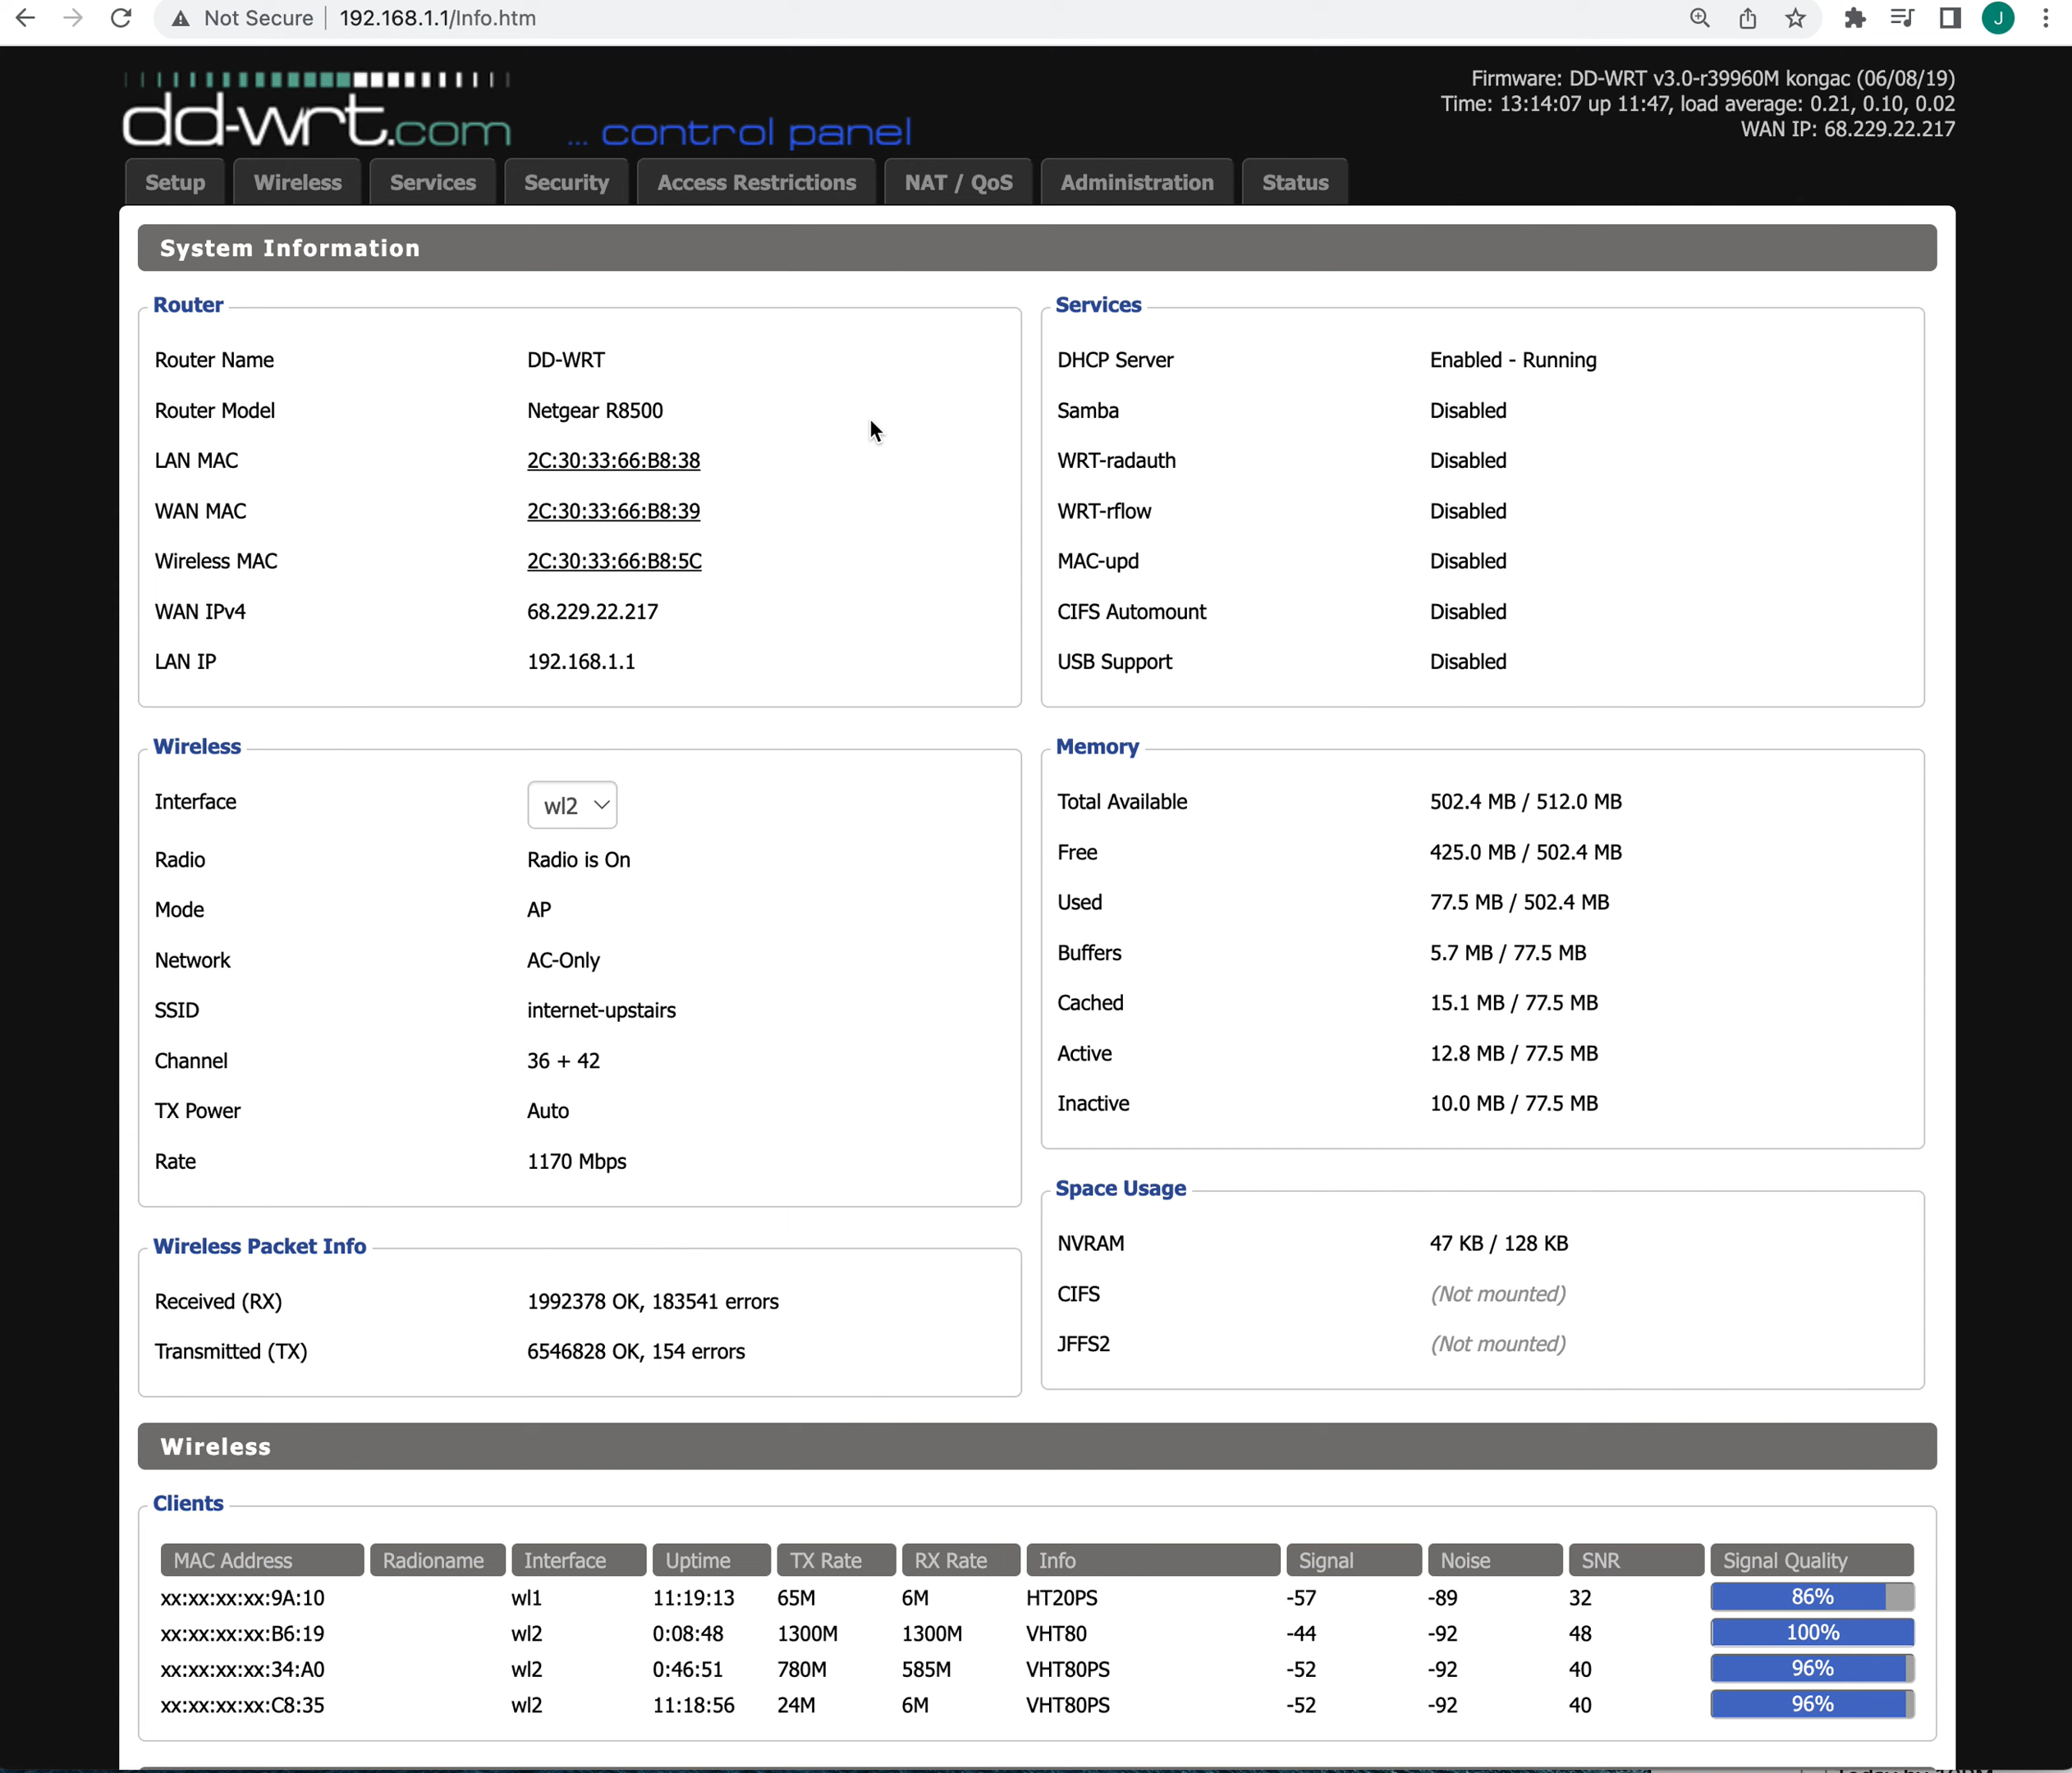 Not Secure | 192.168.1.1/Info.htm
J
dd-wrt.com ... control panel
Firmware: DD-WRT v3.0-r39960M kongac (06/08/19)
Time: 13:14:07 up 11:47, load average: 0.21, 0.10, 0.02
WAN IP: 68.229.22.217
Setup Wireless Services Security Access Restrictions NAT / QoS Administration Status
System Information
Router
Router Name DD-WRT
Router Model Netgear R8500
LAN MAC 2C:30:33:66:B8:38
WAN MAC 2C:30:33:66:B8:39
Wireless MAC 2C:30:33:66:B8:5C
WAN IPv4 68.229.22.217
LAN IP 192.168.1.1
Services
DHCP Server Enabled - Running
Samba Disabled
WRT-radauth Disabled
WRT-rflow Disabled
MAC-upd Disabled
CIFS Automount Disabled
USB Support Disabled
Wireless
Interface wl2
Radio Radio is On
Mode AP
Network AC-Only
SSID internet-upstairs
Channel 36 + 42
TX Power Auto
Rate 1170 Mbps
Memory
Total Available 502.4 MB / 512.0 MB
Free 425.0 MB / 502.4 MB
Used 77.5 MB / 502.4 MB
Buffers 5.7 MB / 77.5 MB
Cached 15.1 MB / 77.5 MB
Active 12.8 MB / 77.5 MB
Inactive 10.0 MB / 77.5 MB
Wireless Packet Info
Received (RX) 1992378 OK, 183541 errors
Transmitted (TX) 6546828 OK, 154 errors
Space Usage
NVRAM 47 KB / 128 KB
CIFS (Not mounted)
JFFS2 (Not mounted)
Wireless
Clients
MAC Address Radioname Interface Uptime TX Rate RX Rate Info Signal Noise SNR Signal Quality
xx:xx:xx:xx:9A:10 wl1 11:19:13 65M 6M HT20PS -57 -89 32 86%
xx:xx:xx:xx:B6:19 wl2 0:08:48 1300M 1300M VHT80 -44 -92 48 100%
xx:xx:xx:xx:34:A0 wl2 0:46:51 780M 585M VHT80PS -52 -92 40 96%
xx:xx:xx:xx:C8:35 wl2 11:18:56 24M 6M VHT80PS -52 -92 40 96%